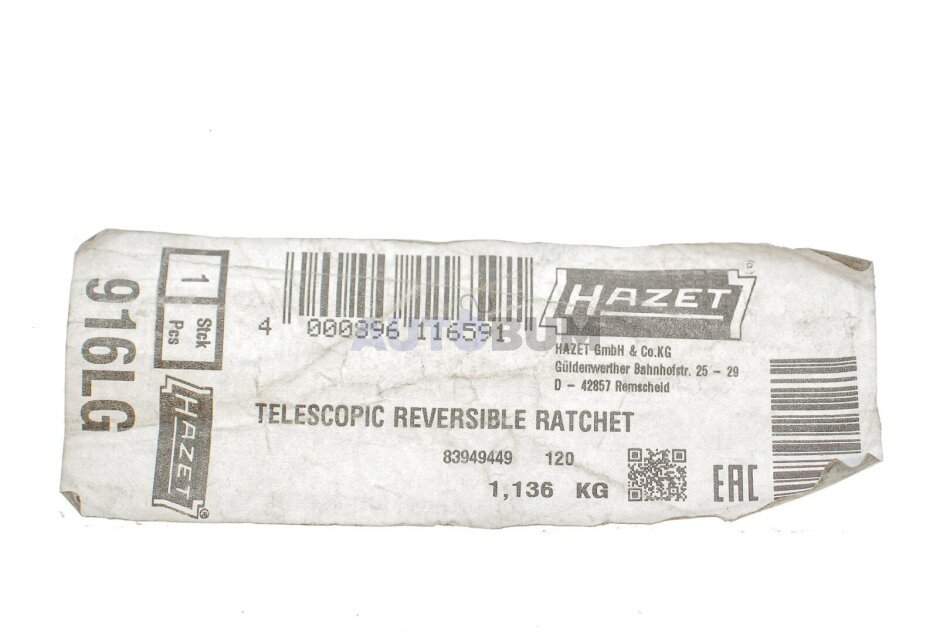 916LG
1
Stck
Pcs
HAZET
®
4 000896 116591
AUTOBUM
HAZET
®
HAZET GmbH & Co.KG
Güldenwerther Bahnhofstr. 25 - 29
D - 42857 Remscheid
TELESCOPIC REVERSIBLE RATCHET
83949449 120
1,136 KG
EAC